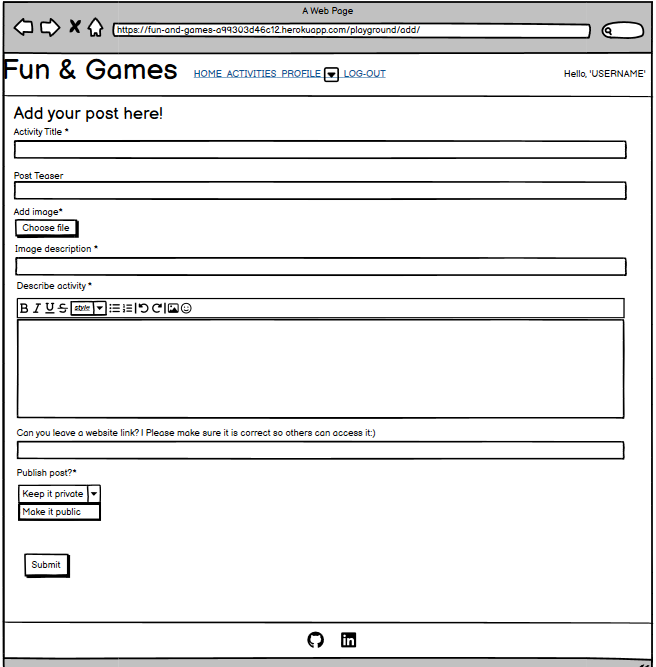 A Web Page
https://fun-and-games-a99303d46c12.herokuapp.com/playground/add/
Fun & Games HOME ACTIVITIES PROFILE LOG-OUT Hello, 'USERNAME'
Add your post here!
Activity Title *
Post Teaser
Add image*
Choose file
Image description *
Describe activity *
B I U S style
Can you leave a website link? I Please make sure it is correct so others can access it:)
Publish post?*
Keep it private
Make it public
Submit
in